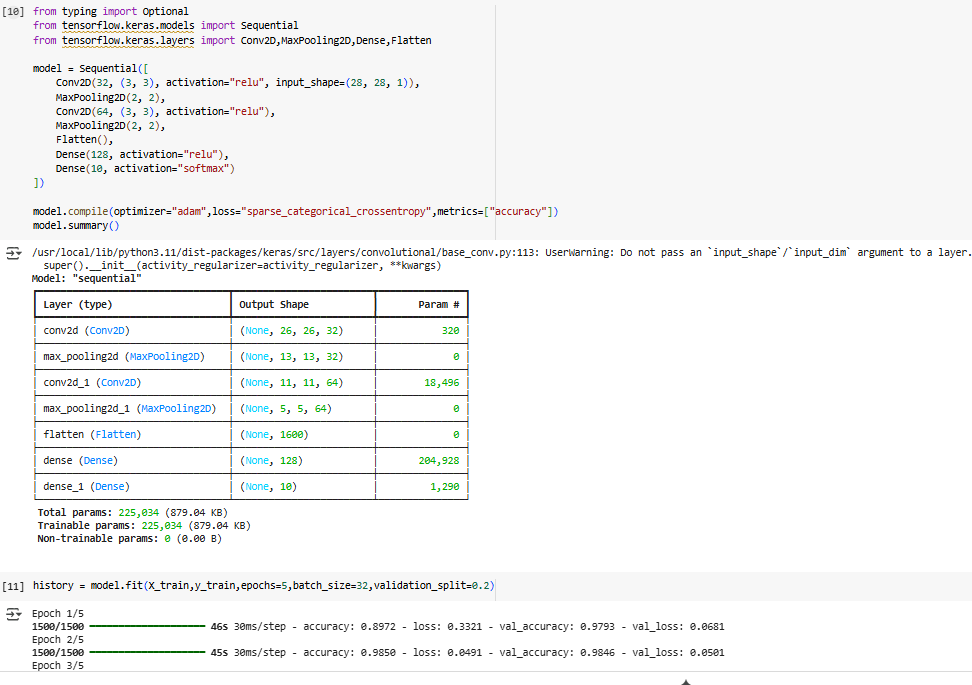 [10] from typing import Optional
from tensorflow.keras.models import Sequential
from tensorflow.keras.layers import Conv2D,MaxPooling2D,Dense,Flatten
model = Sequential([
Conv2D(32, (3, 3), activation="relu", input_shape=(28, 28, 1)),
MaxPooling2D(2, 2),
Conv2D(64, (3, 3), activation="relu"),
MaxPooling2D(2, 2),
Flatten(),
Dense(128, activation="relu"),
Dense(10, activation="softmax")
])
model.compile(optimizer="adam",loss="sparse_categorical_crossentropy",metrics=["accuracy"])
model.summary()
/usr/local/lib/python3.11/dist-packages/keras/src/layers/convolutional/base_conv.py:113: UserWarning: Do not pass an `input_shape`/`input_dim` argument to a layer.
super().__init__(activity_regularizer=activity_regularizer, **kwargs)
Model: "sequential"
Layer (type) Output Shape Param #
conv2d (Conv2D) (None, 26, 26, 32) 320
max_pooling2d (MaxPooling2D) (None, 13, 13, 32) 0
conv2d_1 (Conv2D) (None, 11, 11, 64) 18,496
max_pooling2d_1 (MaxPooling2D) (None, 5, 5, 64) 0
flatten (Flatten) (None, 1600) 0
dense (Dense) (None, 128) 204,928
dense_1 (Dense) (None, 10) 1,290
Total params: 225,034 (879.04 KB)
Trainable params: 225,034 (879.04 KB)
Non-trainable params: 0 (0.00 B)
[11] history = model.fit(X_train,y_train,epochs=5,batch_size=32,validation_split=0.2)
Epoch 1/5
1500/1500 46s 30ms/step - accuracy: 0.8972 - loss: 0.3321 - val_accuracy: 0.9793 - val_loss: 0.0681
Epoch 2/5
1500/1500 45s 30ms/step - accuracy: 0.9850 - loss: 0.0491 - val_accuracy: 0.9846 - val_loss: 0.0501
Epoch 3/5